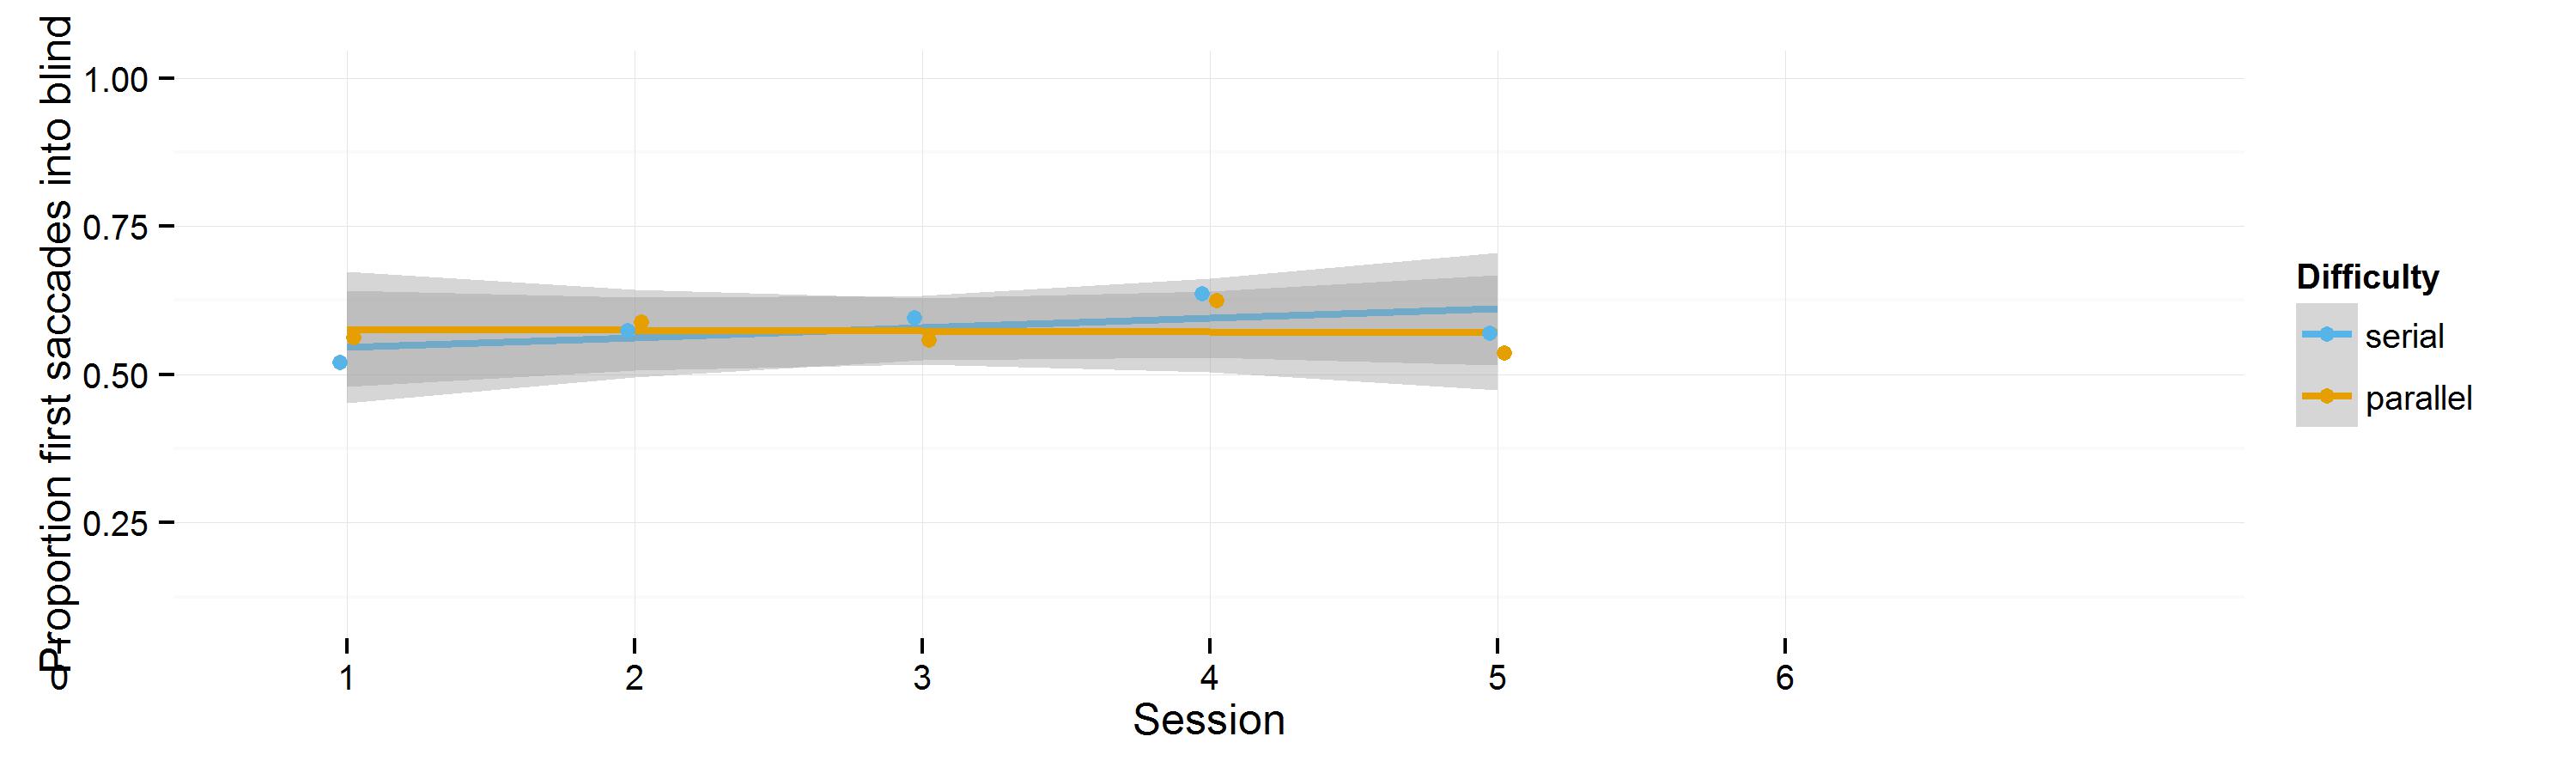 Proportion first saccades into blind
1.00
0.75
0.50
0.25
0
1
2
3
4
5
6
Session
Difficulty
serial
parallel